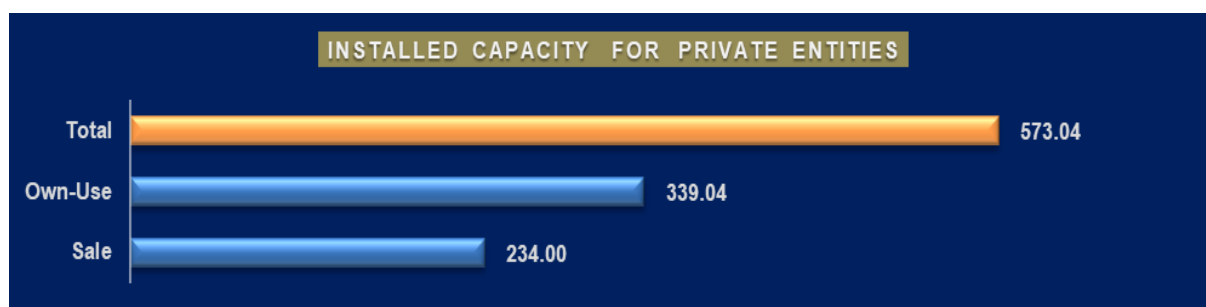 INSTALLED CAPACITY FOR PRIVATE ENTITIES
Total 573.04
Own-Use 339.04
Sale 234.00